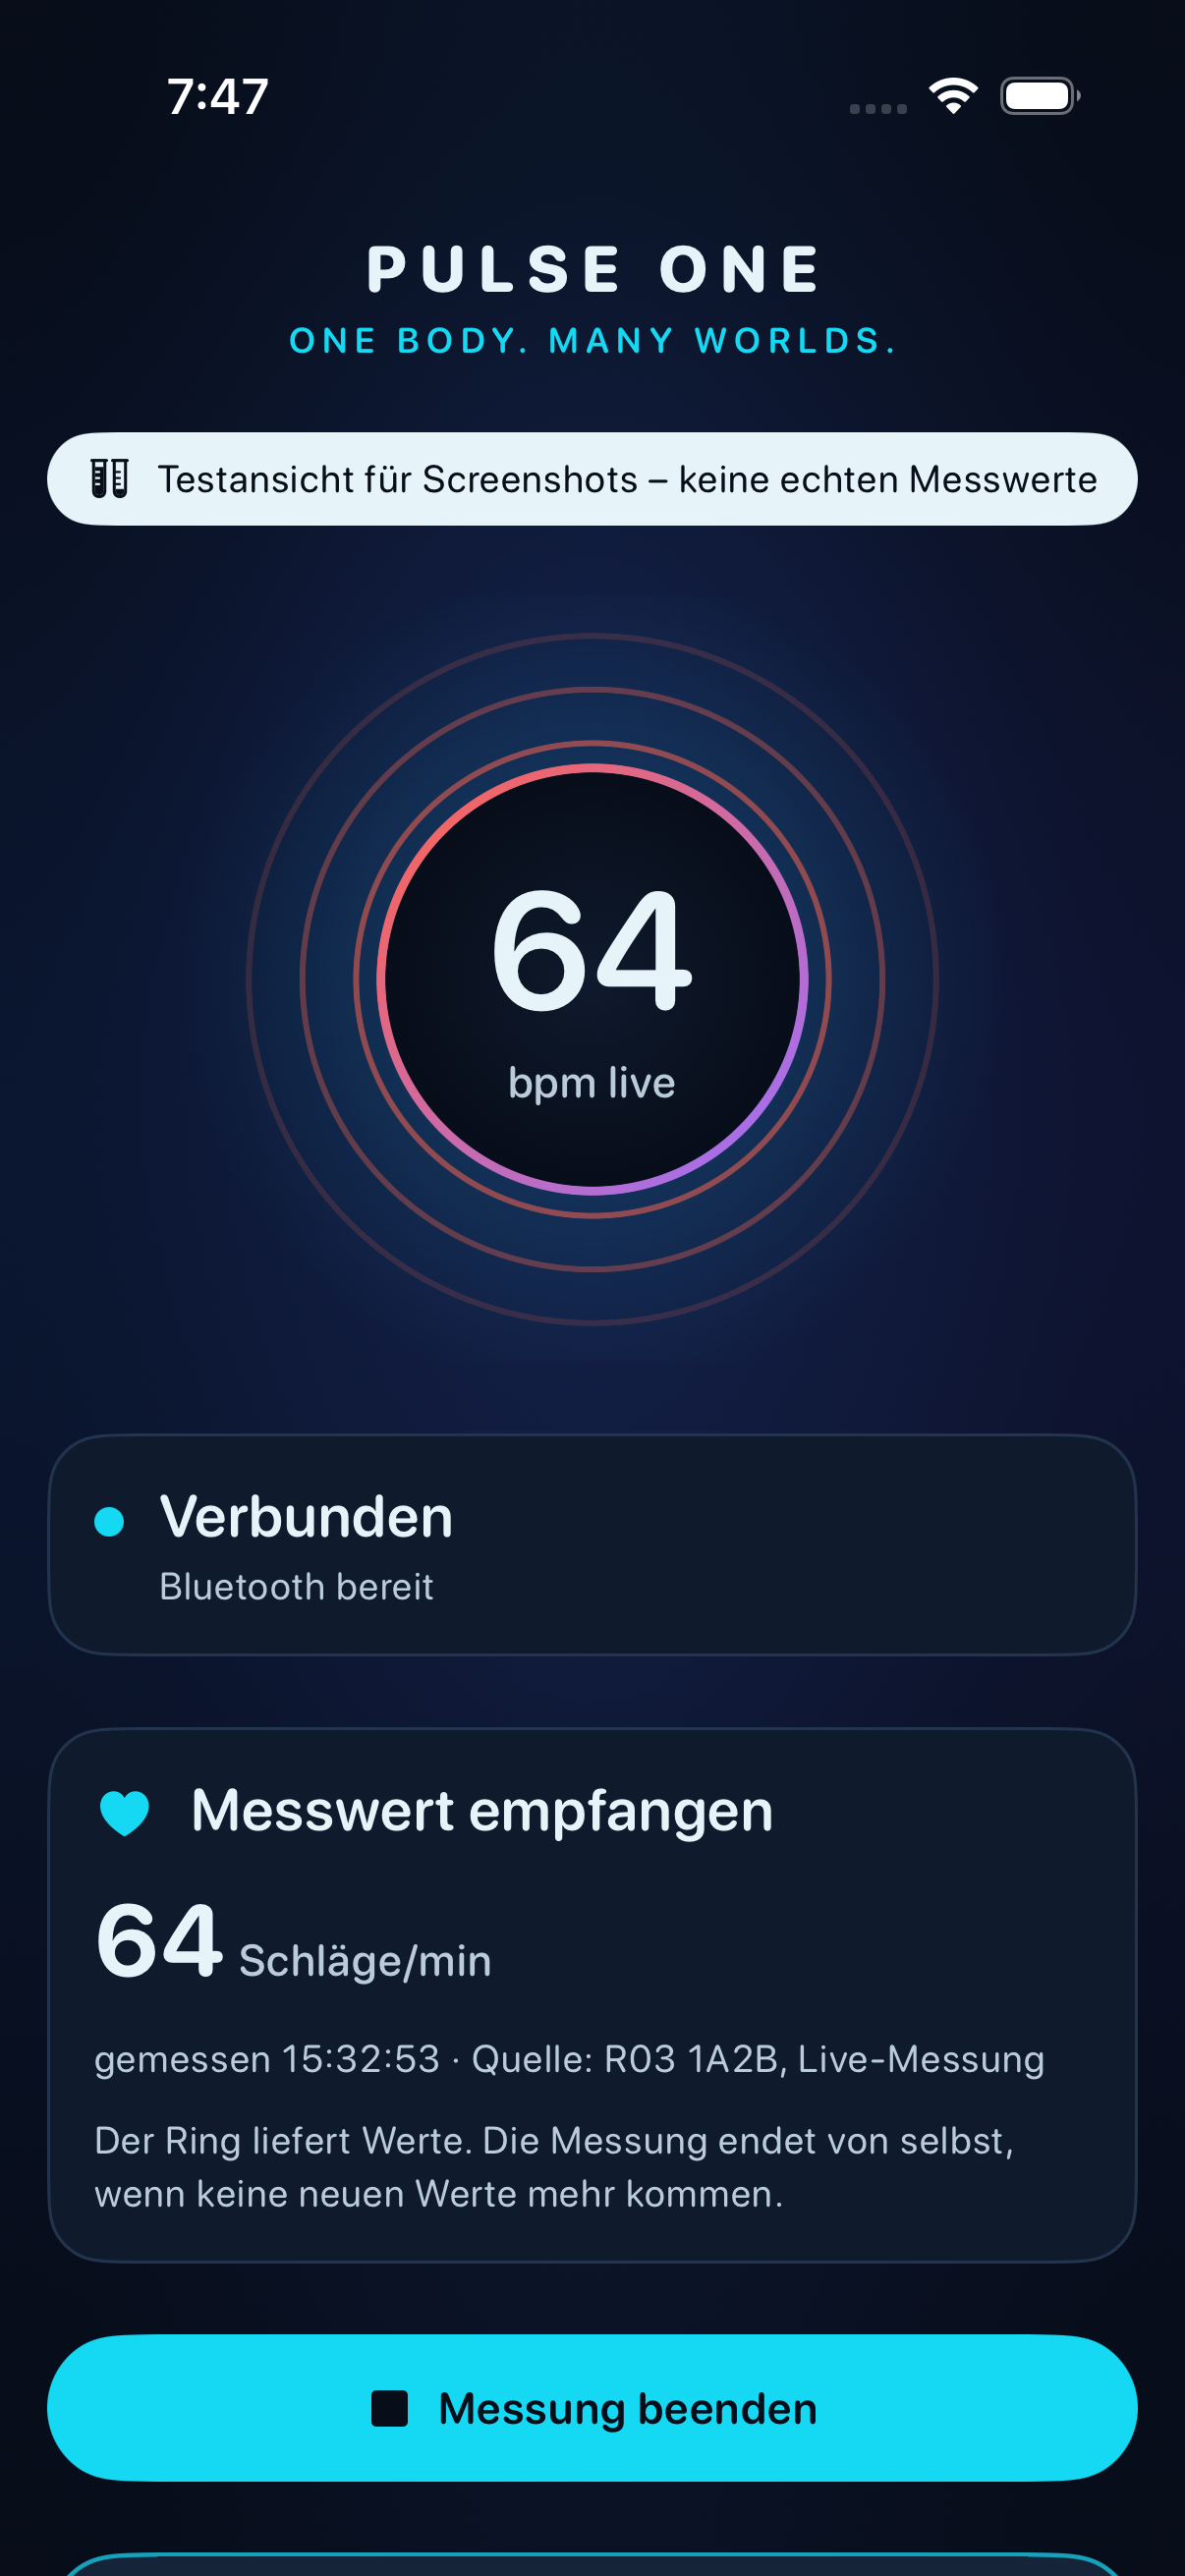 7:47
PULSE ONE
ONE BODY. MANY WORLDS.
Testansicht für Screenshots – keine echten Messwerte
64
bpm live
Verbunden
Bluetooth bereit
Messwert empfangen
64 Schläge/min
gemessen 15:32:53 · Quelle: R03 1A2B, Live-Messung
Der Ring liefert Werte. Die Messung endet von selbst,
wenn keine neuen Werte mehr kommen.
Messung beenden